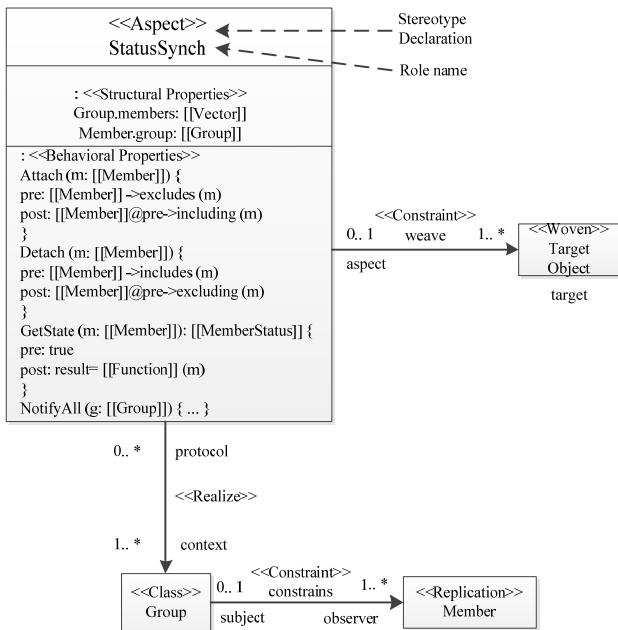 <<Aspect>>
StatusSynch
Stereotype
Declaration
Role name
: <<Structural Properties>>
Group.members: [[Vector]]
Member.group: [[Group]]
: <<Behavioral Properties>>
Attach (m: [[Member]]) {
pre: [[Member]] ->excludes (m)
post: [[Member]]@pre->including (m)
}
Detach (m: [[Member]]) {
pre: [[Member]] ->includes (m)
post: [[Member]]@pre->excluding (m)
}
GetState (m: [[Member]]): [[MemberStatus]] {
pre: true
post: result= [[Function]] (m)
}
NotifyAll (g: [[Group]]) { ... }
<<Constraint>>
0.. 1 weave 1.. *
aspect
<<Woven>>
Target
Object
target
0.. * protocol
<<Realize>>
1.. * context
<<Class>>
Group
<<Constraint>>
0.. 1 constrains 1.. *
subject observer
<<Replication>>
Member